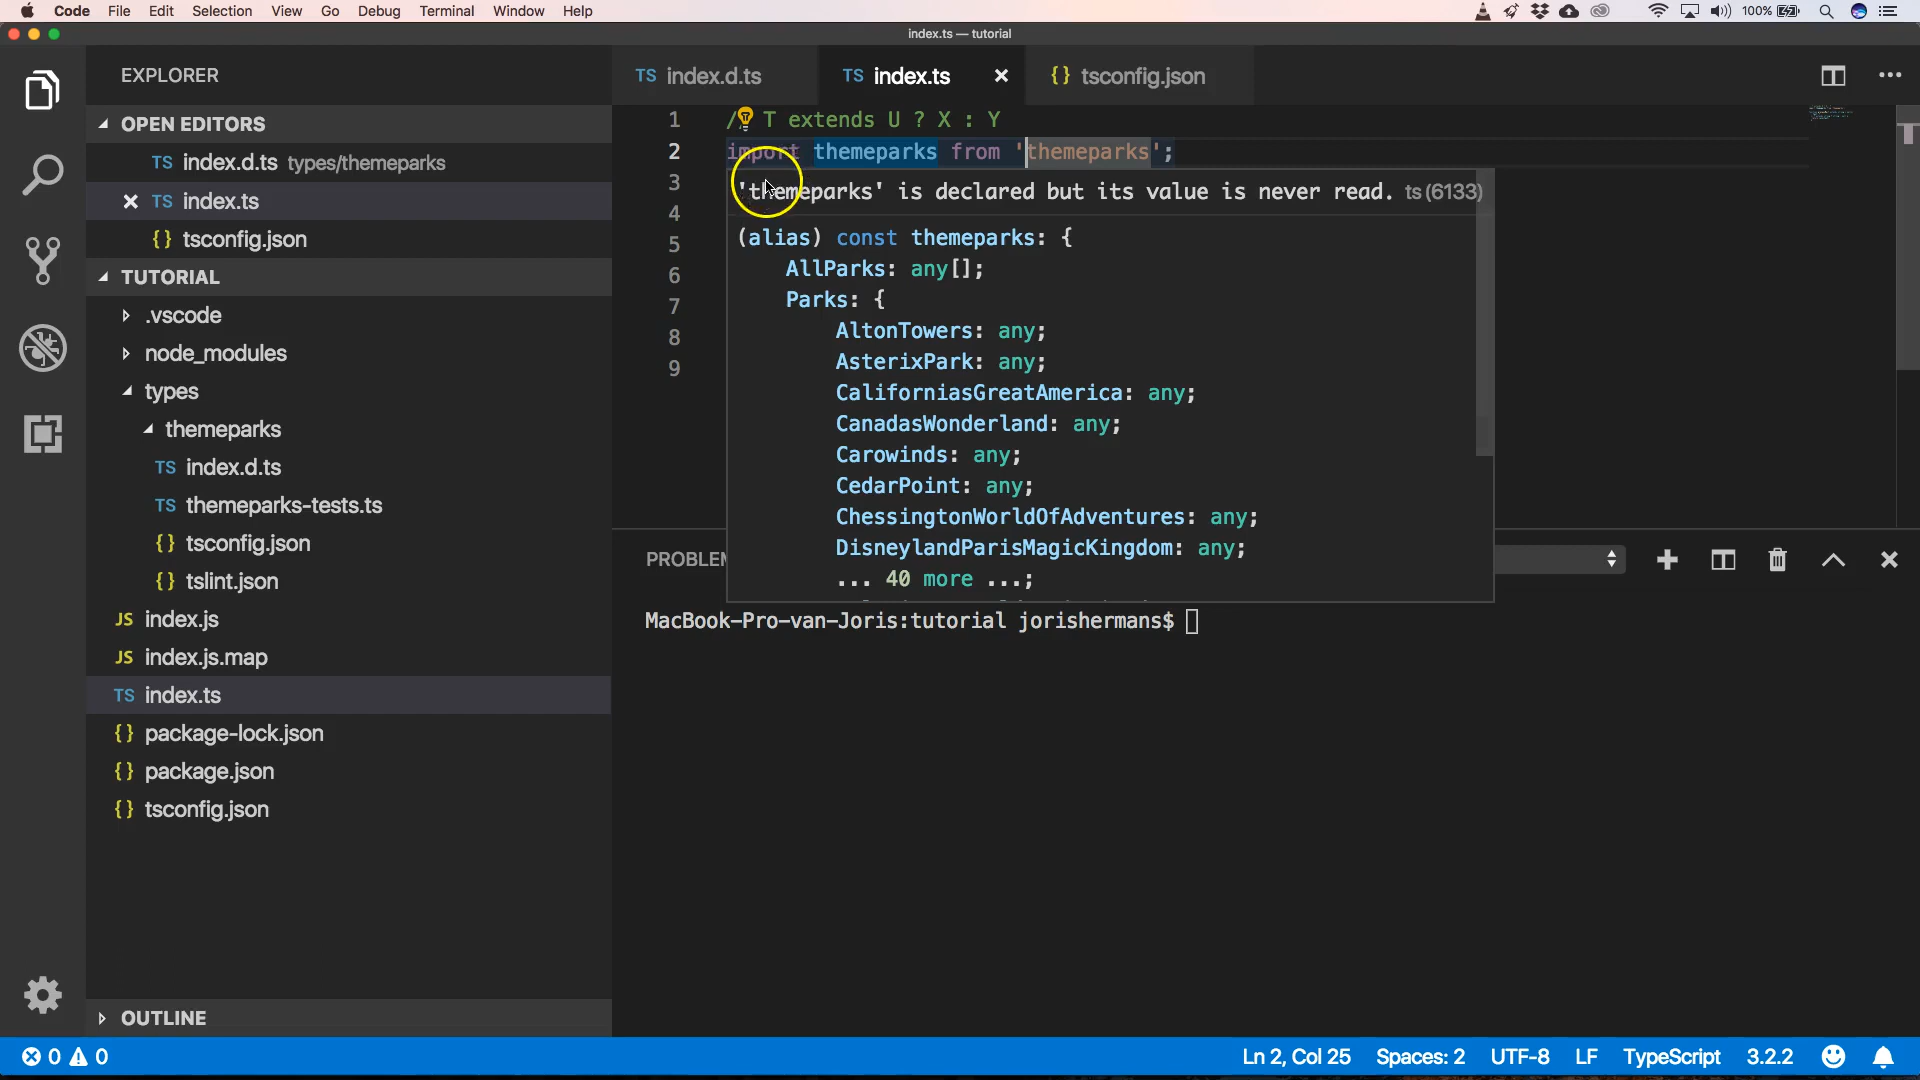 Code File Edit Selection View Go Debug Terminal Window Help 100%
index.ts — tutorial
EXPLORER
OPEN EDITORS
TS index.d.ts types/themeparks
TS index.ts
{} tsconfig.json
TUTORIAL
.vscode
node_modules
types
themeparks
TS index.d.ts
TS themeparks-tests.ts
{} tsconfig.json
{} tslint.json
JS index.js
JS index.js.map
TS index.ts
{} package-lock.json
{} package.json
{} tsconfig.json
OUTLINE
TS index.d.ts
TS index.ts
{} tsconfig.json
1 / T extends U ? X : Y
2 import themeparks from 'themeparks';
3
4
5
6
7
8
9
'themeparks' is declared but its value is never read. ts(6133)
(alias) const themeparks: {
AllParks: any[];
Parks: {
AltonTowers: any;
AsterixPark: any;
CaliforniasGreatAmerica: any;
CanadasWonderland: any;
Carowinds: any;
CedarPoint: any;
ChessingtonWorldOfAdventures: any;
DisneylandParisMagicKingdom: any;
... 40 more ...;
MacBook-Pro-van-Joris:tutorial jorishermans$
0 0
Ln 2, Col 25 Spaces: 2 UTF-8 LF TypeScript 3.2.2